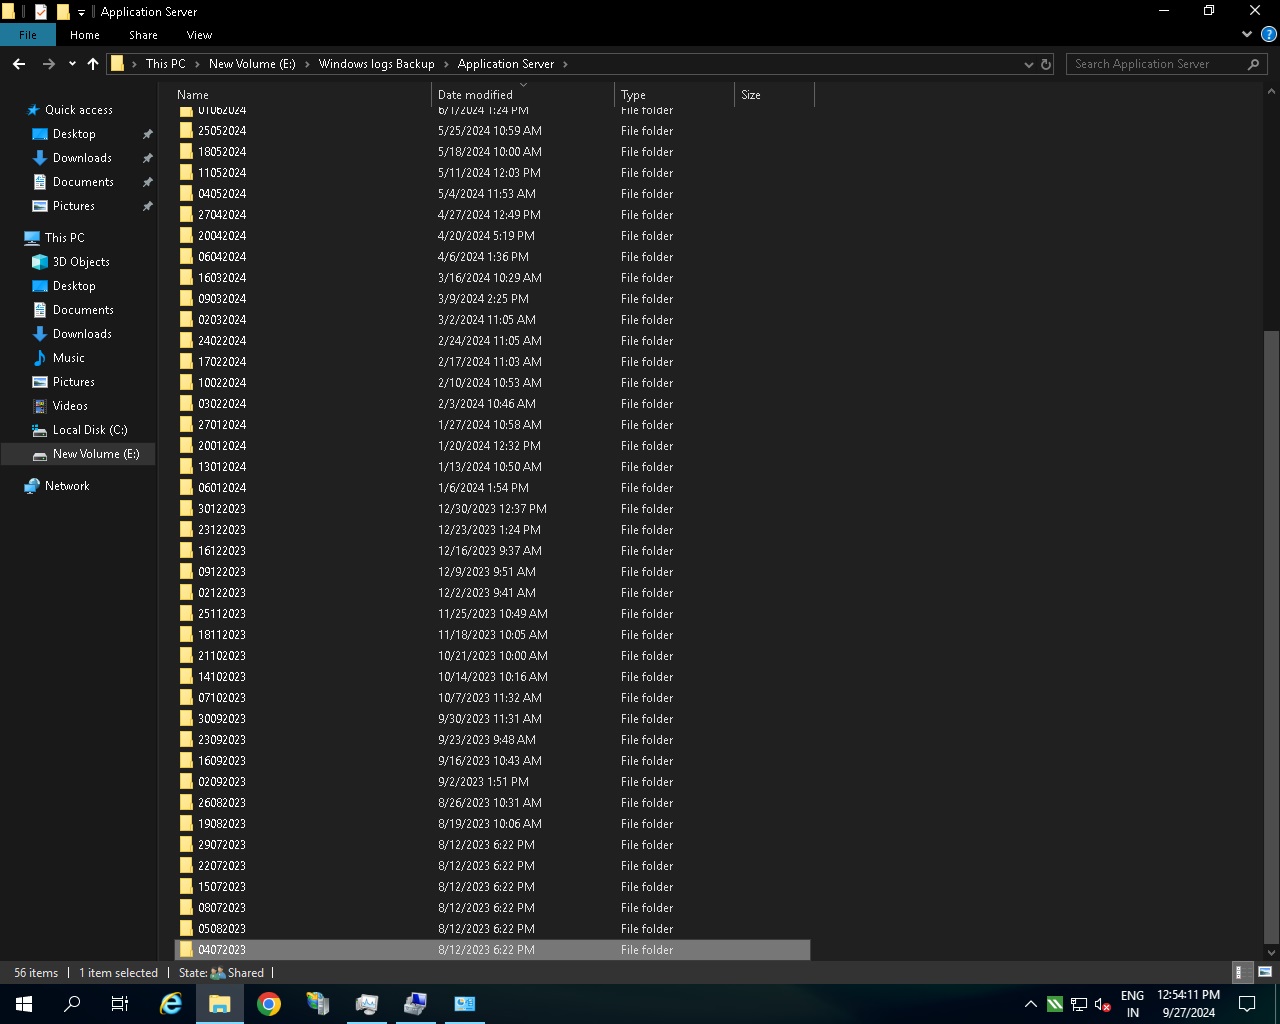 Application Server
File Home Share View
This PC New Volume (E:) Windows logs Backup Application Server
Search Application Server
Name Date modified Type Size
Quick access
Desktop
Downloads
Documents
Pictures
This PC
3D Objects
Desktop
Documents
Downloads
Music
Pictures
Videos
Local Disk (C:)
New Volume (E:)
Network
01062024 6/1/2024 1:24 PM File folder
25052024 5/25/2024 10:59 AM File folder
18052024 5/18/2024 10:00 AM File folder
11052024 5/11/2024 12:03 PM File folder
04052024 5/4/2024 11:53 AM File folder
27042024 4/27/2024 12:49 PM File folder
20042024 4/20/2024 5:19 PM File folder
06042024 4/6/2024 1:36 PM File folder
16032024 3/16/2024 10:29 AM File folder
09032024 3/9/2024 2:25 PM File folder
02032024 3/2/2024 11:05 AM File folder
24022024 2/24/2024 11:05 AM File folder
17022024 2/17/2024 11:03 AM File folder
10022024 2/10/2024 10:53 AM File folder
03022024 2/3/2024 10:46 AM File folder
27012024 1/27/2024 10:58 AM File folder
20012024 1/20/2024 12:32 PM File folder
13012024 1/13/2024 10:50 AM File folder
06012024 1/6/2024 1:54 PM File folder
30122023 12/30/2023 12:37 PM File folder
23122023 12/23/2023 1:24 PM File folder
16122023 12/16/2023 9:37 AM File folder
09122023 12/9/2023 9:51 AM File folder
02122023 12/2/2023 9:41 AM File folder
25112023 11/25/2023 10:49 AM File folder
18112023 11/18/2023 10:05 AM File folder
21102023 10/21/2023 10:00 AM File folder
14102023 10/14/2023 10:16 AM File folder
07102023 10/7/2023 11:32 AM File folder
30092023 9/30/2023 11:31 AM File folder
23092023 9/23/2023 9:48 AM File folder
16092023 9/16/2023 10:43 AM File folder
02092023 9/2/2023 1:51 PM File folder
26082023 8/26/2023 10:31 AM File folder
19082023 8/19/2023 10:06 AM File folder
29072023 8/12/2023 6:22 PM File folder
22072023 8/12/2023 6:22 PM File folder
15072023 8/12/2023 6:22 PM File folder
08072023 8/12/2023 6:22 PM File folder
05082023 8/12/2023 6:22 PM File folder
04072023 8/12/2023 6:22 PM File folder
56 items 1 item selected State: Shared
ENG 12:54:11 PM
IN 9/27/2024